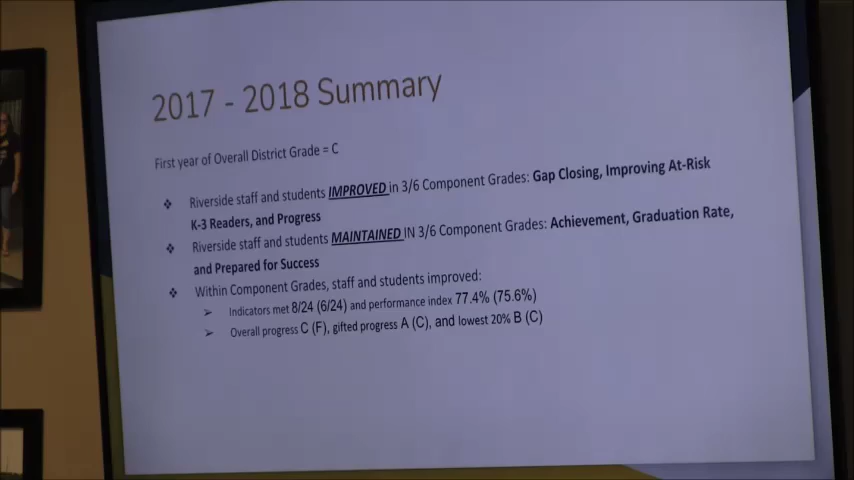 2017 - 2018 Summary
First year of Overall District Grade = C
❖ Riverside staff and students IMPROVED in 3/6 Component Grades: Gap Closing, Improving At-Risk
K-3 Readers, and Progress
❖ Riverside staff and students MAINTAINED IN 3/6 Component Grades: Achievement, Graduation Rate,
and Prepared for Success
❖ Within Component Grades, staff and students improved:
➢ Indicators met 8/24 (6/24) and performance index 77.4% (75.6%)
➢ Overall progress C (F), gifted progress A (C), and lowest 20% B (C)